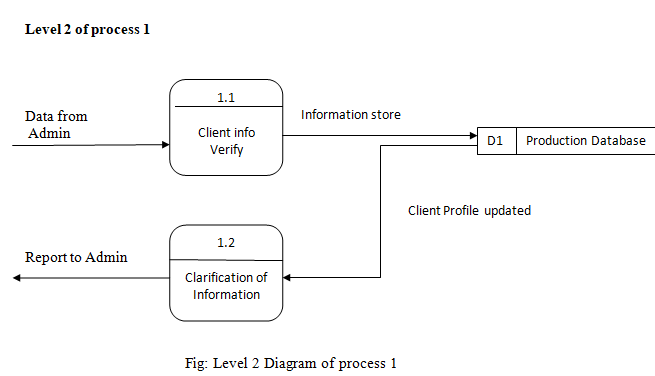 Level 2 of process 1
1.1
Data from
Admin
Client info
Verify
Information store
D1
Production Database
Client Profile updated
1.2
Report to Admin
Clarification of
Information
Fig: Level 2 Diagram of process 1